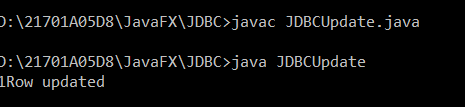 D:\21701A05D8\JavaFX\JDBC>javac JDBCUpdate.java
D:\21701A05D8\JavaFX\JDBC>java JDBCUpdate
1Row updated